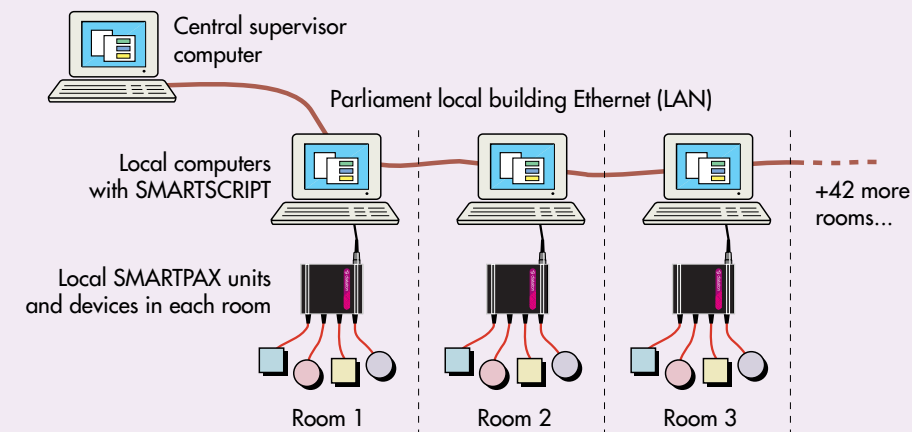 Central supervisor
computer
Parliament local building Ethernet (LAN)
Local computers
with SMARTSCRIPT
+42 more
rooms...
Local SMARTPAX units
and devices in each room
Room 1
Room 2
Room 3